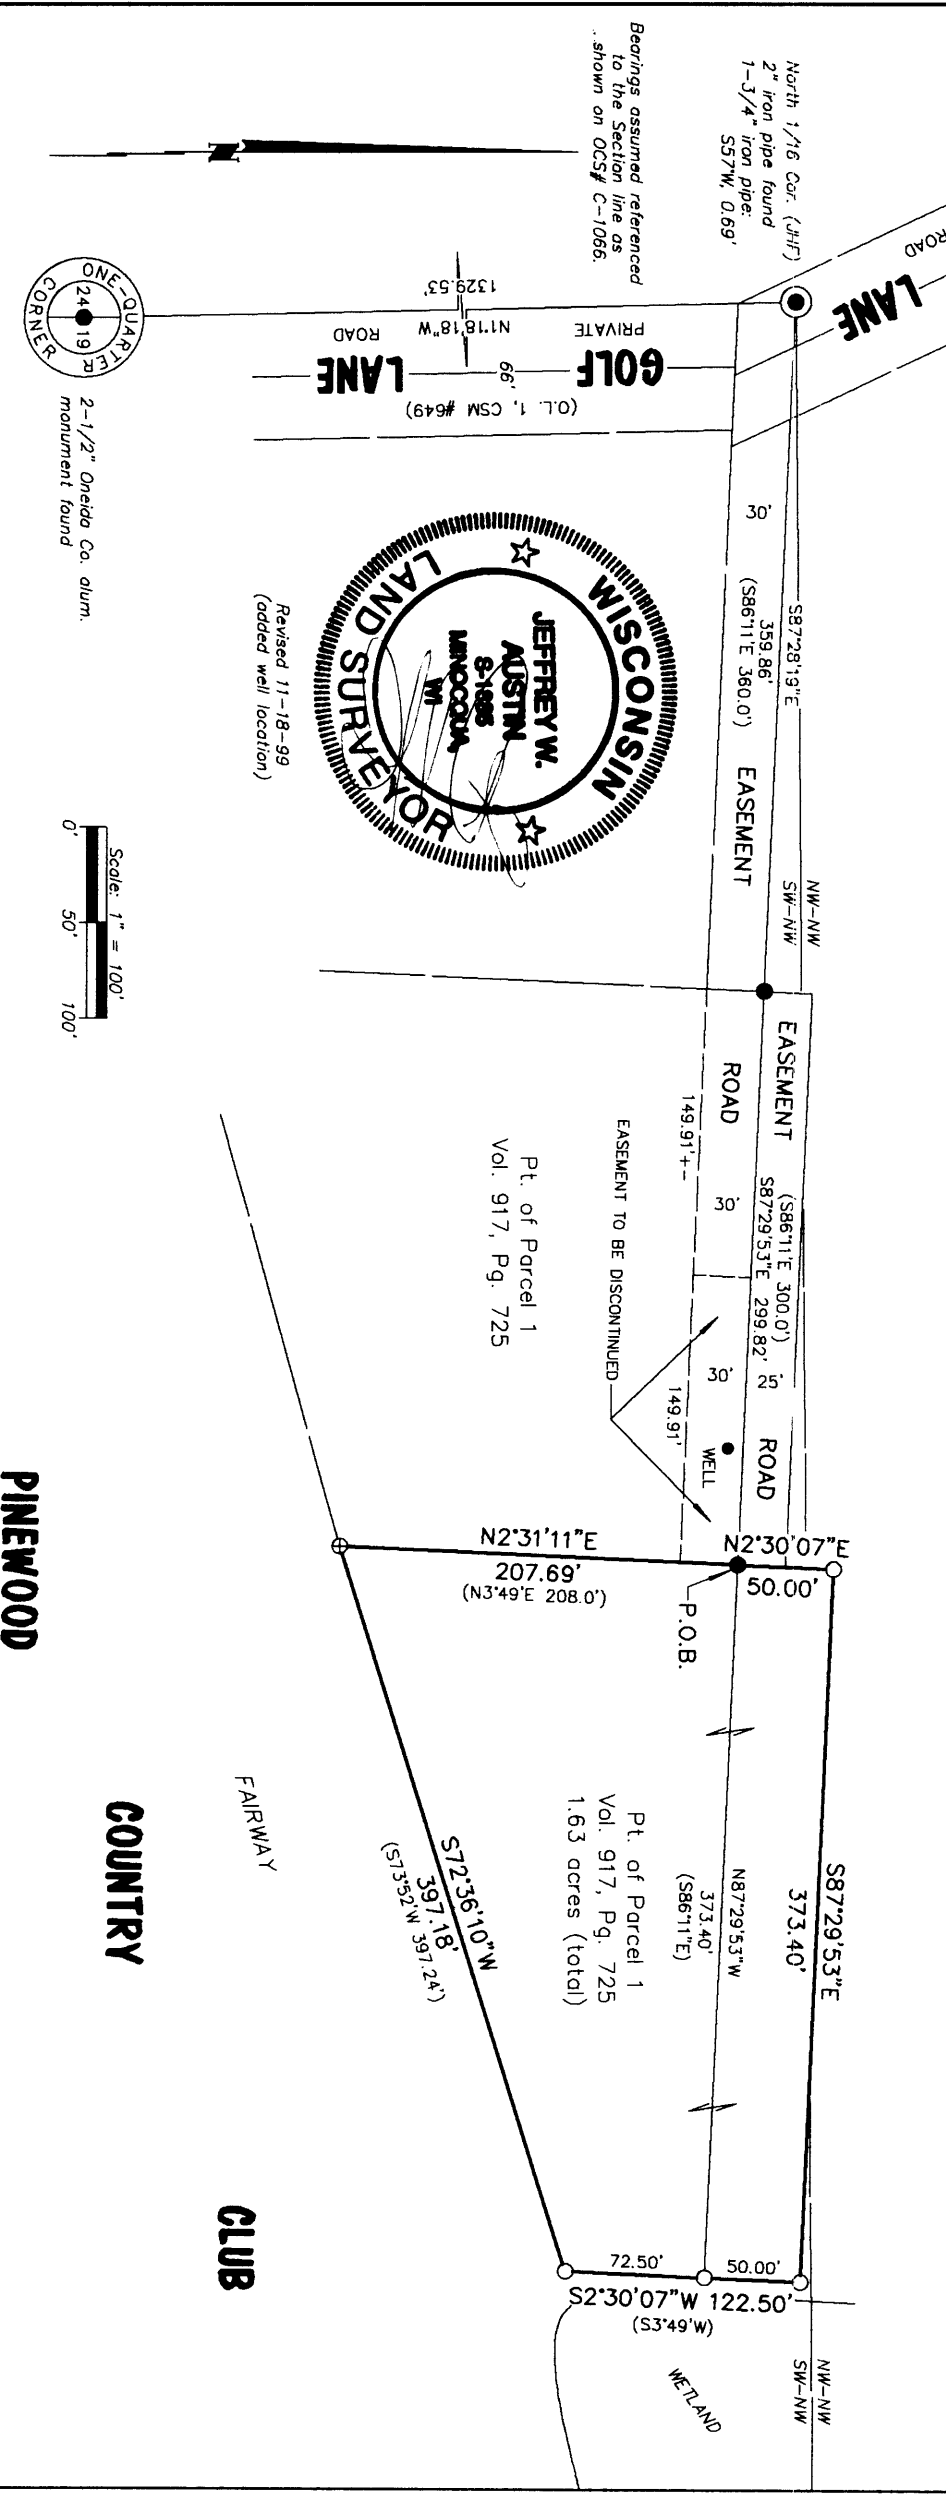 North 1/16 Cor. (JHF)
2" iron pipe found
1-3/4" iron pipe:
S57°W, 0.69'
ROAD
LANE
Bearings assumed referenced
to the Section line as
shown on OCS# C-1066.
N
1329.53'
N1°18'18"W
PRIVATE
ROAD
GOLF
LANE
66'
(O.L. 1, CSM #649)
ONE-QUARTER
CORNER
24
19
2-1/2" Oneida Co. alum.
monument found
S87°28'19"E
359.86'
(S86°11'E 360.0')
30'
EASEMENT
NW-NW
SW-NW
WISCONSIN
LAND SURVEYOR
JEFFREY W.
AUSTIN
S-1665
MINOCQUA,
WI
Revised 11-18-99
(added well location)
Scale: 1" = 100'
0'
50'
100'
EASEMENT
(S86°11'E 300.0')
S87°29'53"E 299.82'
25'
ROAD
ROAD
30'
30'
149.91'+-
149.91'
WELL
EASEMENT TO BE DISCONTINUED
Pt. of Parcel 1
Vol. 917, Pg. 725
N2°30'07"E
50.00'
N2°31'11"E
207.69'
(N3°49'E 208.0')
P.O.B.
S87°29'53"E
373.40'
N87°29'53"W
373.40'
(S86°11"E)
Pt. of Parcel 1
Vol. 917, Pg. 725
1.63 acres (total)
S72°36'10"W
397.18'
(S73°52'W 397.24')
72.50'
50.00'
S2°30'07"W 122.50'
(S3°49'W)
NW-NW
SW-NW
WETLAND
FAIRWAY
PINEWOOD
COUNTRY
CLUB